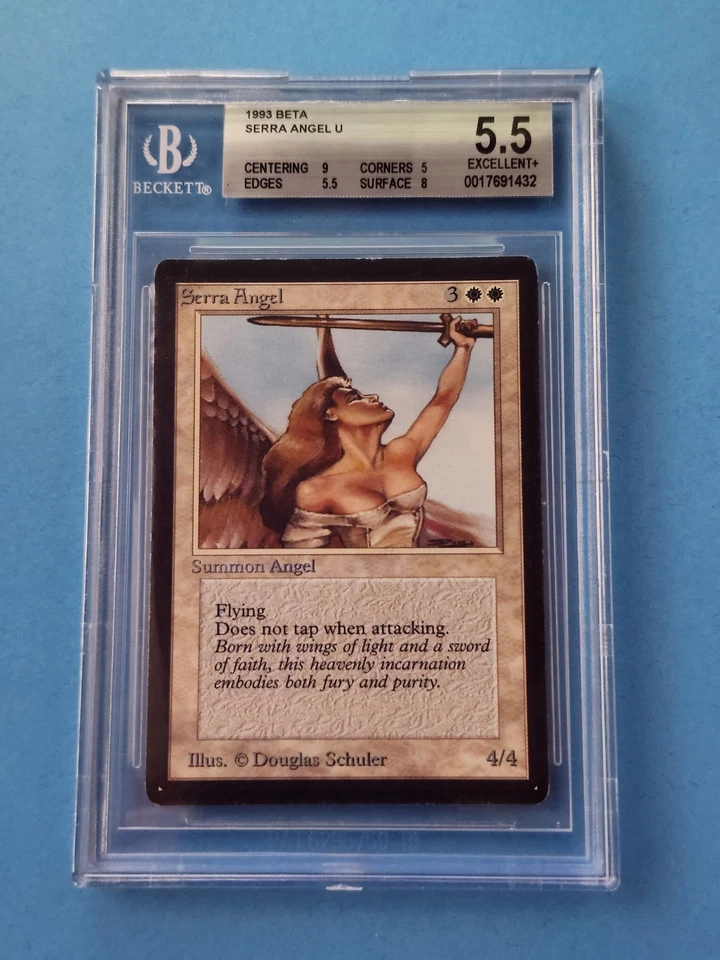 1993 BETA
SERRA ANGEL U
5.5
EXCELLENT+
0017691432
CENTERING 9 CORNERS 5
EDGES 5.5 SURFACE 8
B
BECKETT®
Serra Angel 3
Summon Angel
Flying
Does not tap when attacking.
Born with wings of light and a sword
of faith, this heavenly incarnation
embodies both fury and purity.
Illus. © Douglas Schuler 4/4